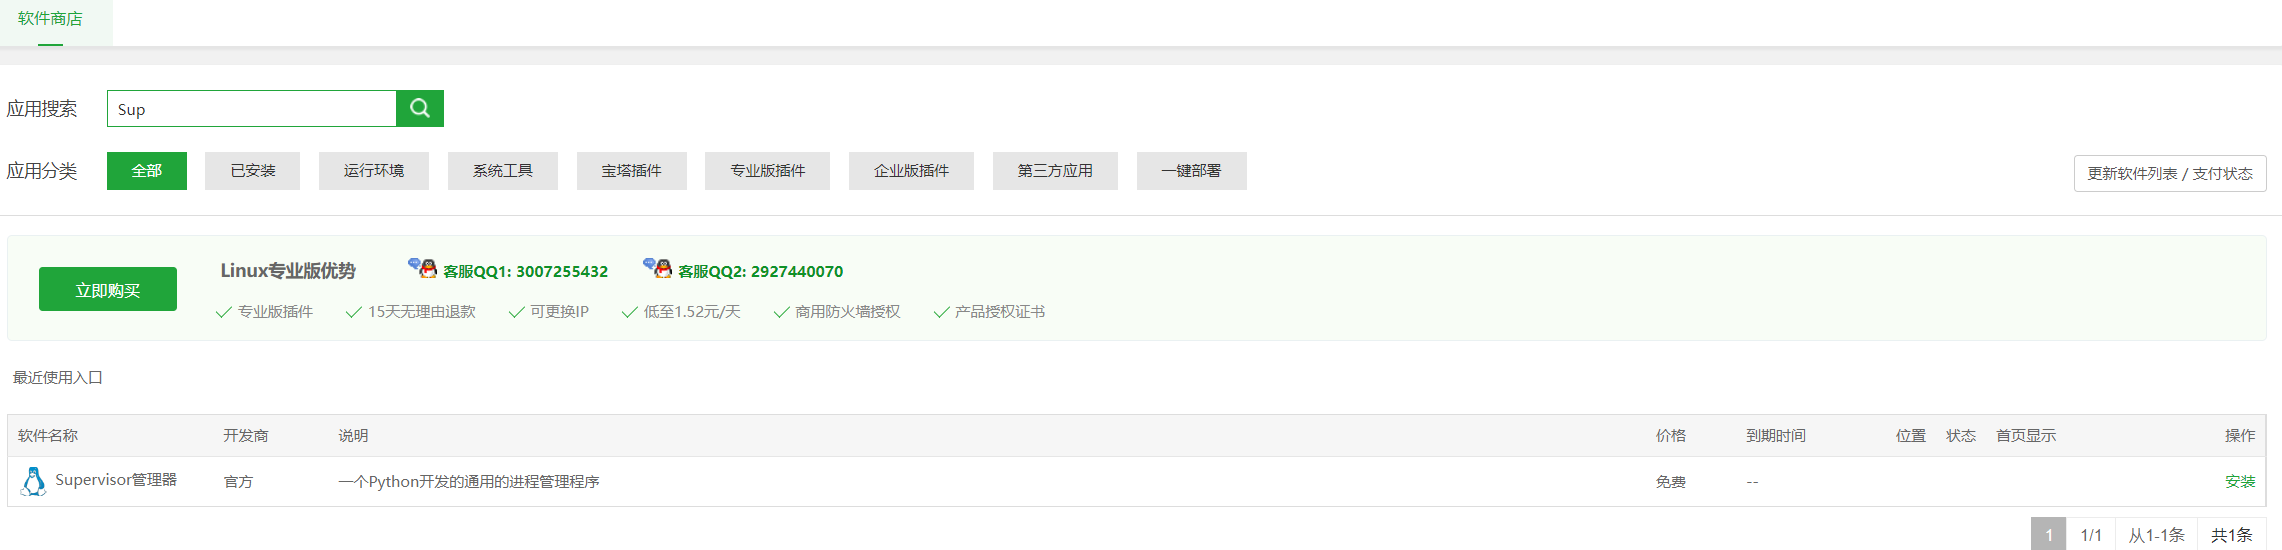 软件商店
应用搜索 Sup
应用分类 全部 已安装 运行环境 系统工具 宝塔插件 专业版插件 企业版插件 第三方应用 一键部署 更新软件列表 / 支付状态
立即购买 Linux专业版优势 客服QQ1: 3007255432 客服QQ2: 2927440070
专业版插件 15天无理由退款 可更换IP 低至1.52元/天 商用防火墙授权 产品授权证书
最近使用入口
软件名称 开发商 说明 价格 到期时间 位置 状态 首页显示 操作
Supervisor管理器 官方 一个Python开发的通用的进程管理程序 免费 -- 安装
1 1/1 从1-1条 共1条